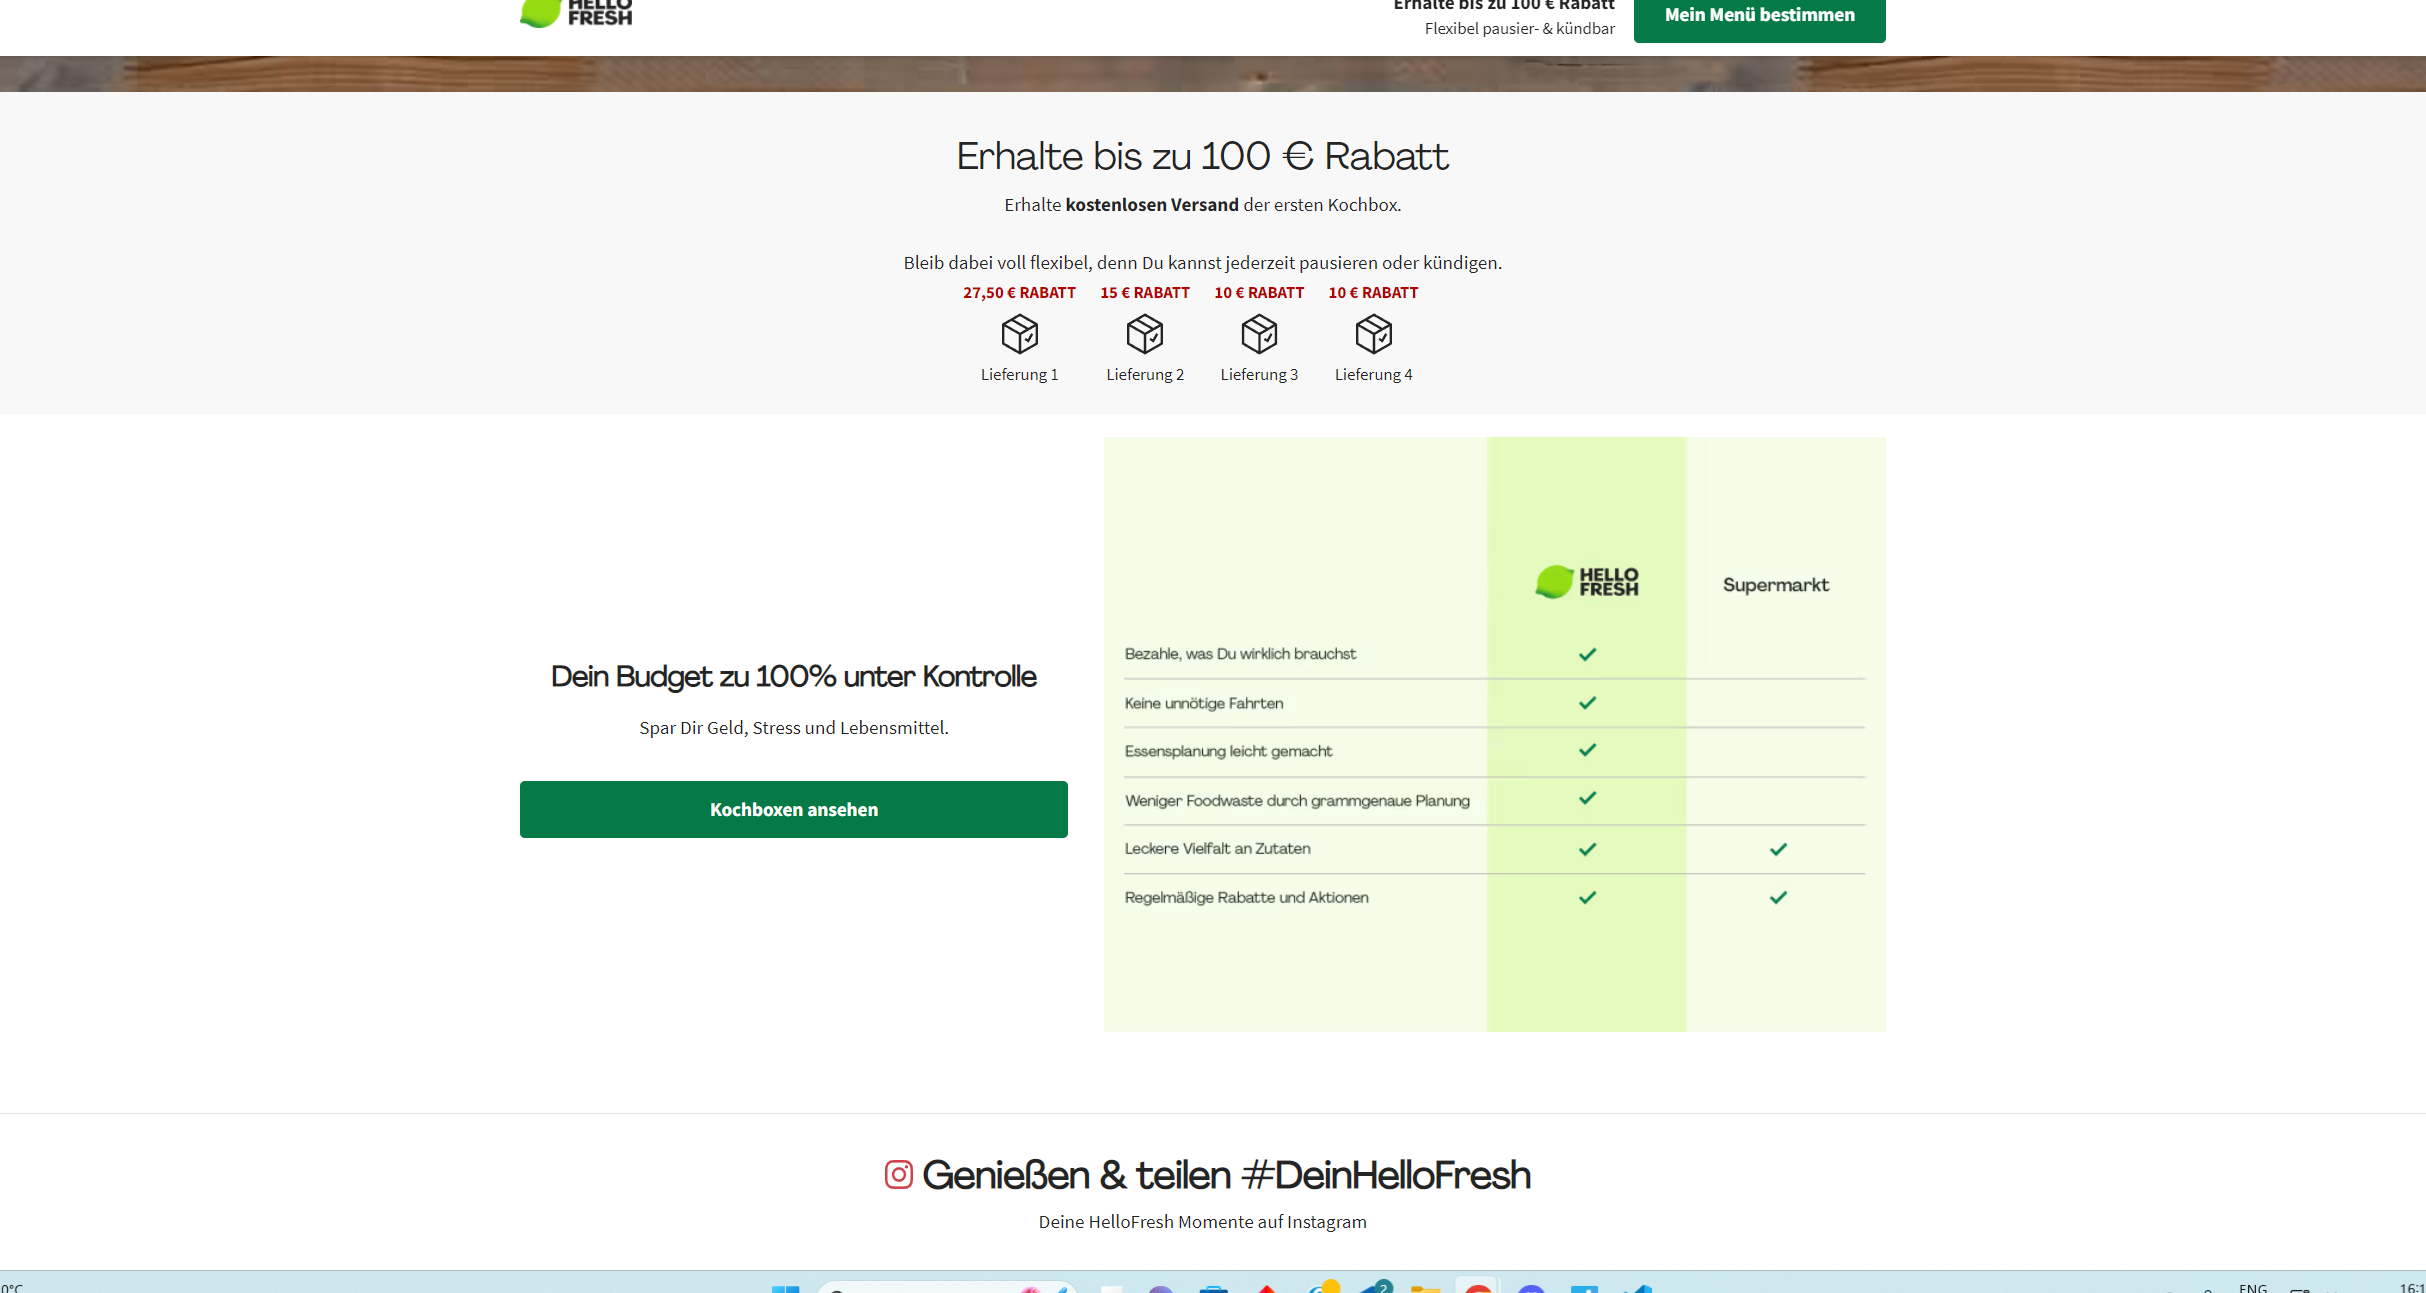 HELLO
FRESH
Erhalte bis zu 100 € Rabatt
Flexibel pausier- & kündbar
Mein Menü bestimmen
Erhalte bis zu 100 € Rabatt
Erhalte kostenlosen Versand der ersten Kochbox.
Bleib dabei voll flexibel, denn Du kannst jederzeit pausieren oder kündigen.
27,50 € RABATT 15 € RABATT 10 € RABATT 10 € RABATT
Lieferung 1 Lieferung 2 Lieferung 3 Lieferung 4
Dein Budget zu 100% unter Kontrolle
Spar Dir Geld, Stress und Lebensmittel.
Kochboxen ansehen
HELLO
FRESH
Supermarkt
Bezahle, was Du wirklich brauchst
Keine unnötige Fahrten
Essensplanung leicht gemacht
Weniger Foodwaste durch grammgenaue Planung
Leckere Vielfalt an Zutaten
Regelmäßige Rabatte und Aktionen
Genießen & teilen #DeinHelloFresh
Deine HelloFresh Momente auf Instagram
0°C
2
ENG